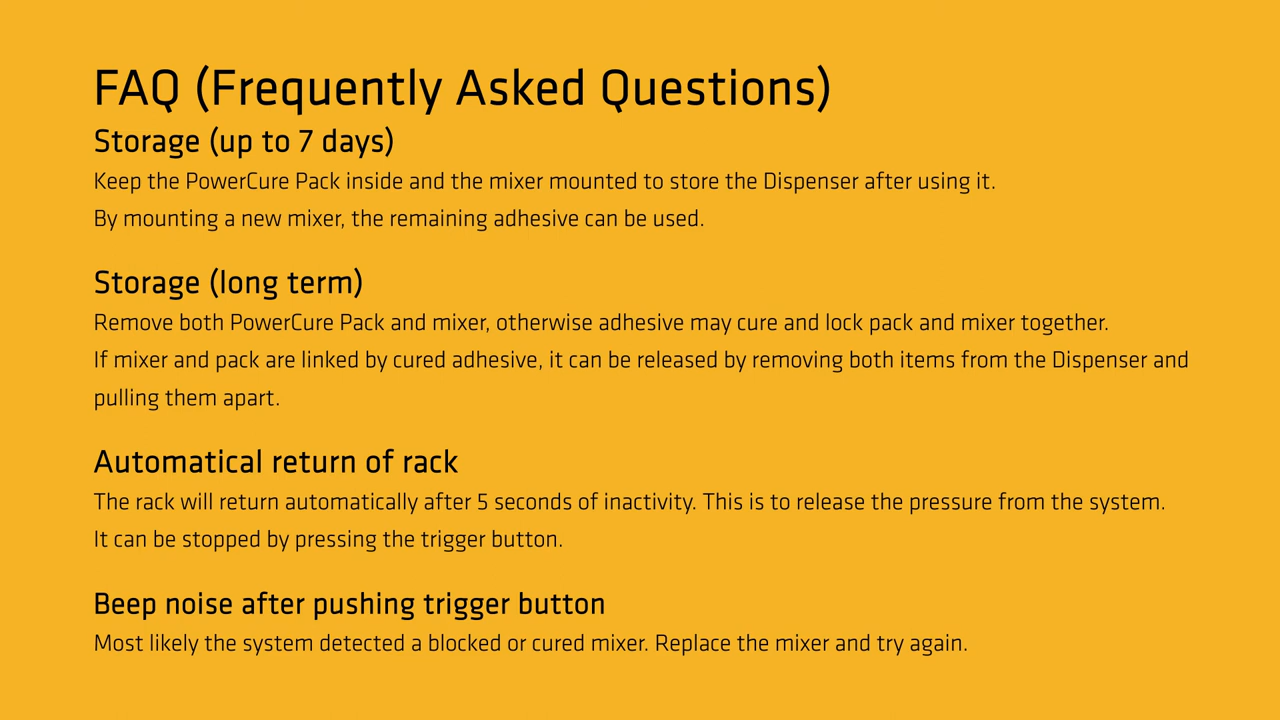 FAQ (Frequently Asked Questions)
Storage (up to 7 days)
Keep the PowerCure Pack inside and the mixer mounted to store the Dispenser after using it.
By mounting a new mixer, the remaining adhesive can be used.
Storage (long term)
Remove both PowerCure Pack and mixer, otherwise adhesive may cure and lock pack and mixer together.
If mixer and pack are linked by cured adhesive, it can be released by removing both items from the Dispenser and
pulling them apart.
Automatical return of rack
The rack will return automatically after 5 seconds of inactivity. This is to release the pressure from the system.
It can be stopped by pressing the trigger button.
Beep noise after pushing trigger button
Most likely the system detected a blocked or cured mixer. Replace the mixer and try again.